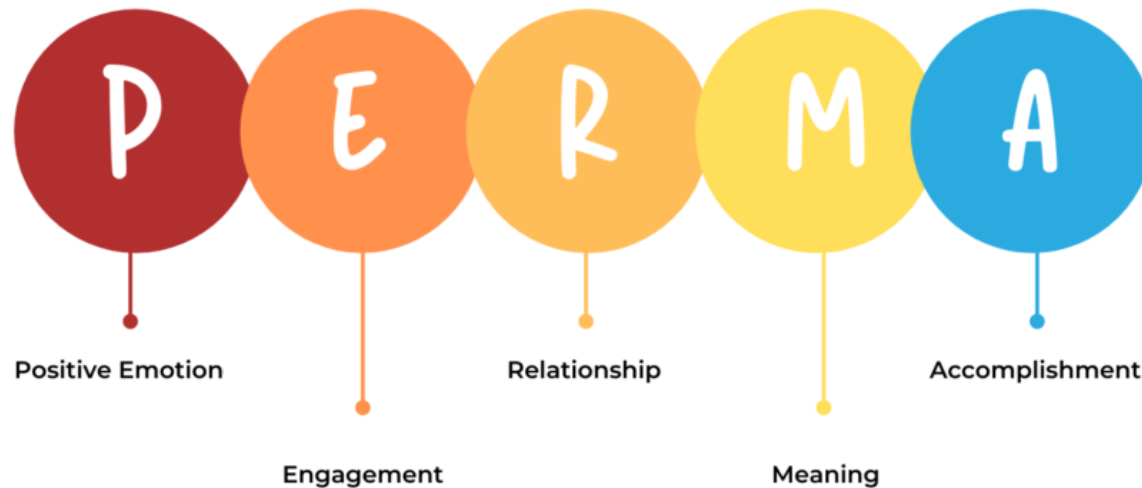 P E R M A
Positive Emotion
Relationship
Accomplishment
Engagement
Meaning